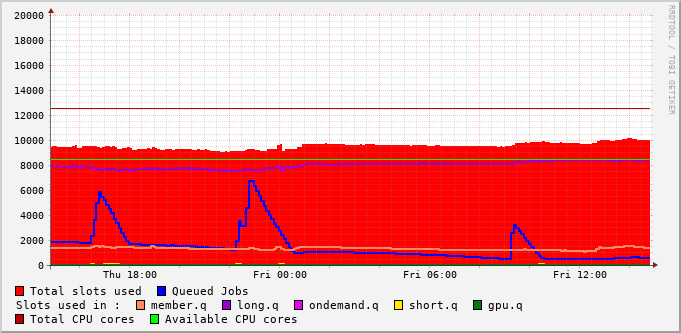 20000
18000
16000
14000
12000
10000
8000
6000
4000
2000
0
Thu 18:00 Fri 00:00 Fri 06:00 Fri 12:00
Total slots used Queued Jobs
Slots used in : member.q long.q ondemand.q short.q gpu.q
Total CPU cores Available CPU cores
RRDTOOL / TOBI OETIKER